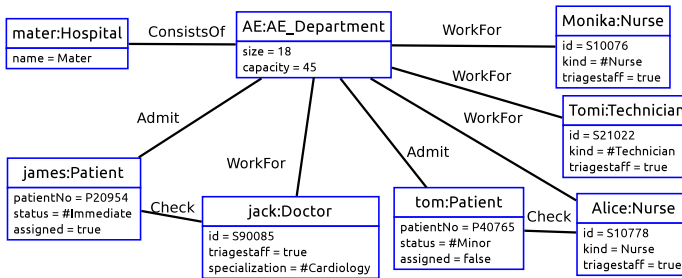 mater:Hospital
name = Mater
ConsistsOf
AE:AE_Department
size = 18
capacity = 45
WorkFor
Monika:Nurse
id = S10076
kind = #Nurse
triagestaff = true
WorkFor
Tomi:Technician
id = S21022
kind = #Technician
triagestaff = true
WorkFor
Admit
WorkFor
Admit
james:Patient
patientNo = P20954
status = #Immediate
assigned = true
Check
jack:Doctor
id = S90085
triagestaff = true
specialization = #Cardiology
tom:Patient
patientNo = P40765
status = #Minor
assigned = false
Check
Alice:Nurse
id = S10778
kind = Nurse
triagestaff = true